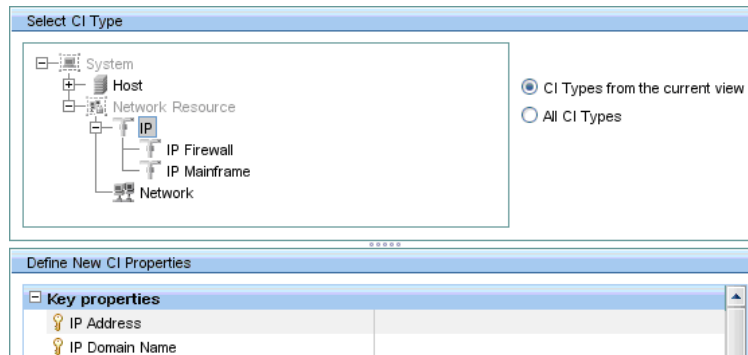 Select CI Type
System
Host
Network Resource
IP
IP Firewall
IP Mainframe
Network
CI Types from the current view
All CI Types
Define New CI Properties
Key properties
IP Address
IP Domain Name